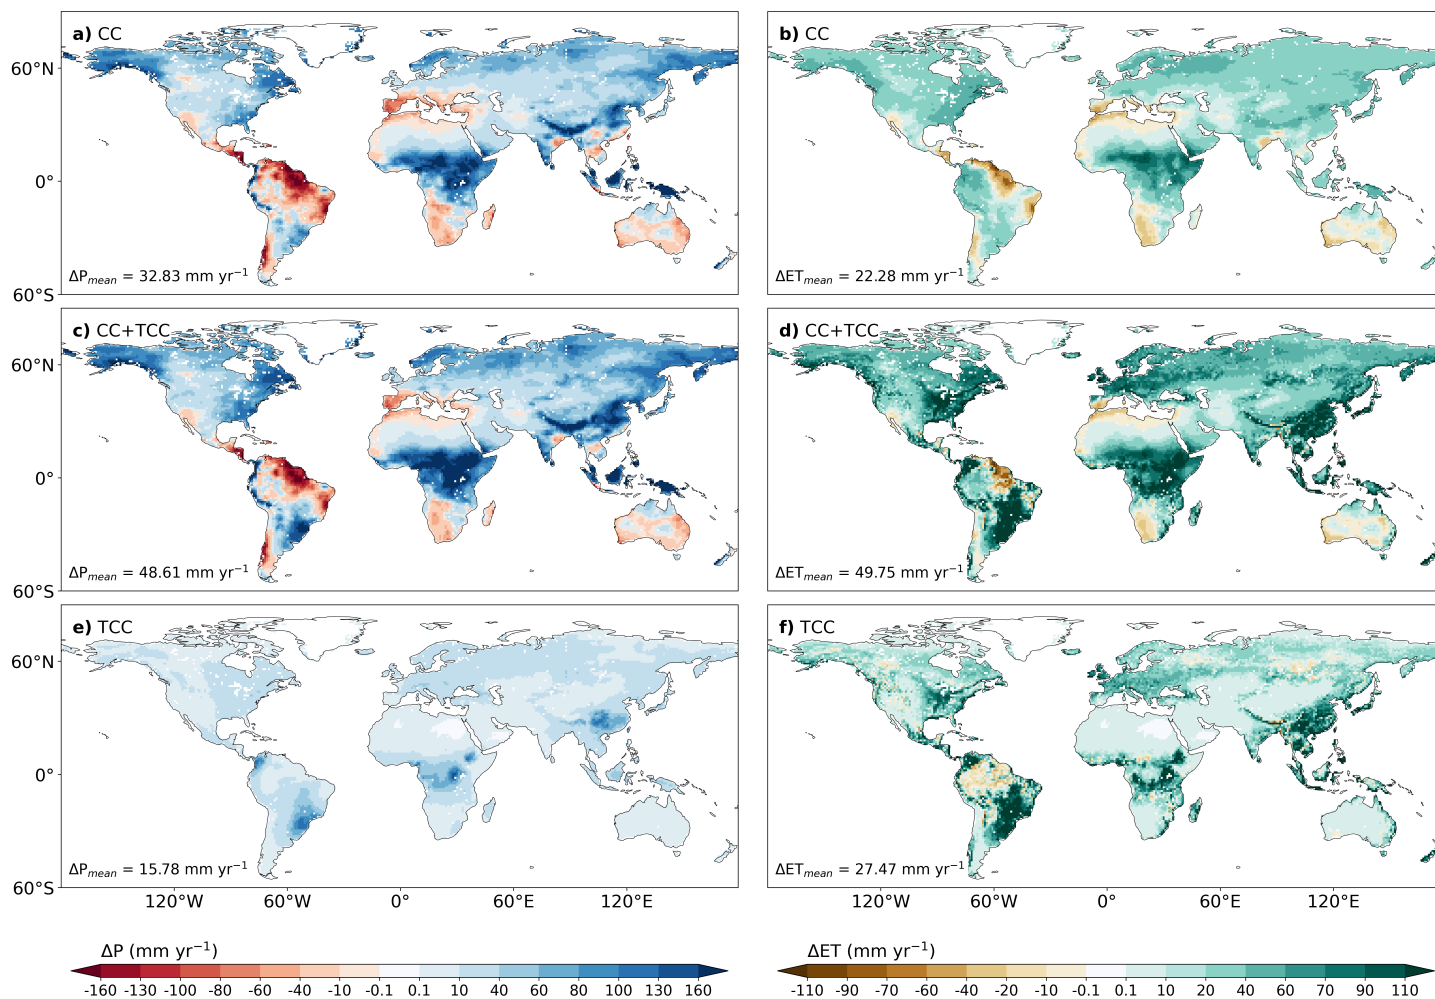 a) CC
b) CC
60°N
0°
60°S
ΔPmean = 32.83 mm yr−1
ΔETmean = 22.28 mm yr−1
c) CC+TCC
d) CC+TCC
60°N
0°
60°S
ΔPmean = 48.61 mm yr−1
ΔETmean = 49.75 mm yr−1
e) TCC
f) TCC
60°N
0°
60°S
ΔPmean = 15.78 mm yr−1
ΔETmean = 27.47 mm yr−1
120°W 60°W 0° 60°E 120°E
120°W 60°W 0° 60°E 120°E
ΔP (mm yr−1)
-160 -130 -100 -80 -60 -40 -10 -0.1 0.1 10 20 40 60 80 100 130 160
ΔET (mm yr−1)
-110 -90 -70 -60 -40 -20 -10 -0.1 0.1 10 20 40 60 70 90 110